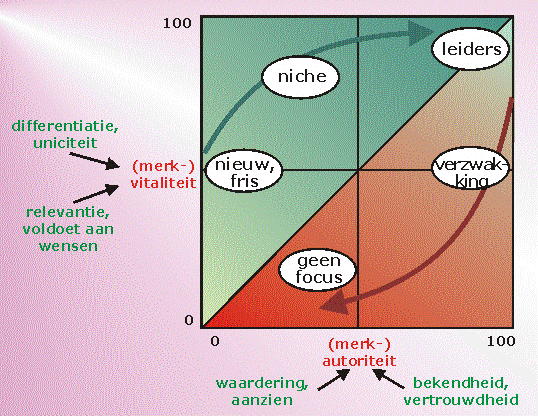 100
leiders
niche
differentiatie,
uniciteit
(merk-)
vitaliteit
nieuw,
fris
verzwak-
king
relevantie,
voldoet aan
wensen
geen
focus
0
0
(merk-)
autoriteit
100
waardering,
aanzien
bekendheid,
vertrouwdheid